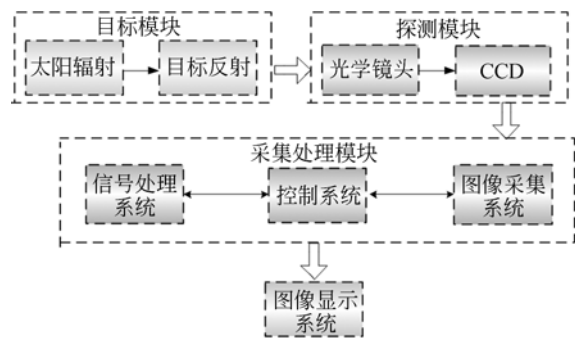 目标模块
太阳辐射
目标反射
探测模块
光学镜头
CCD
采集处理模块
信号处理
系统
控制系统
图像采集
系统
图像显示
系统